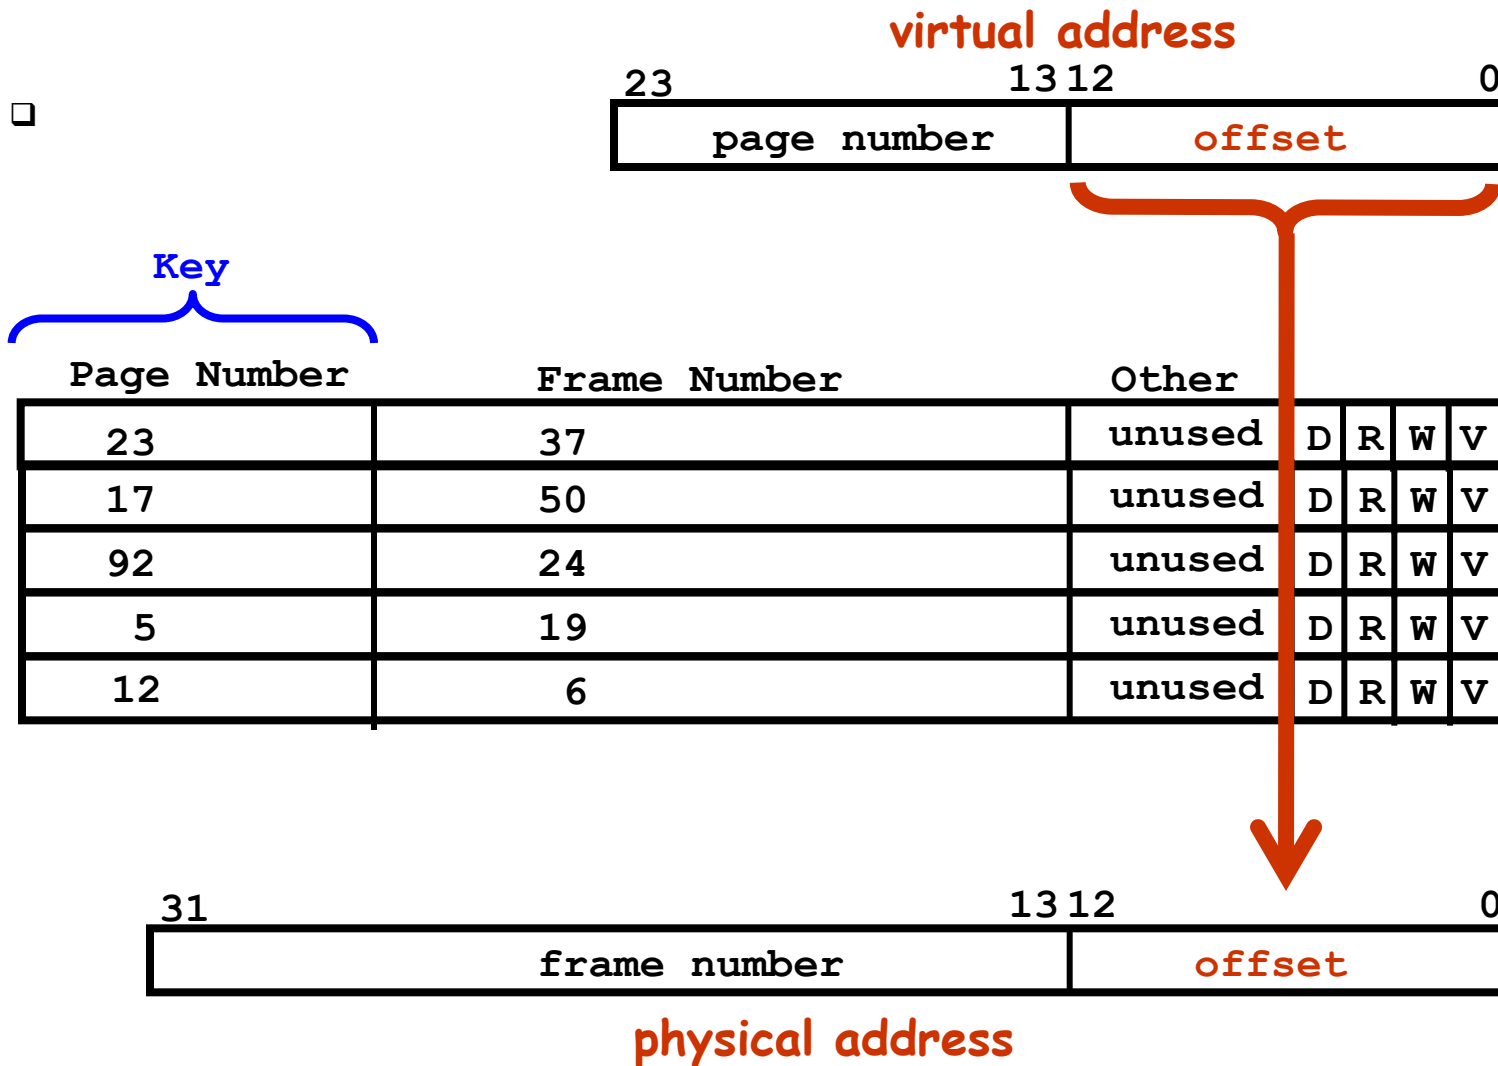 virtual address
23 13 12 0
page number offset
Key
Page Number Frame Number Other
23 37 unused D R W V
17 50 unused D R W V
92 24 unused D R W V
5 19 unused D R W V
12 6 unused D R W V
31 13 12 0
frame number offset
physical address